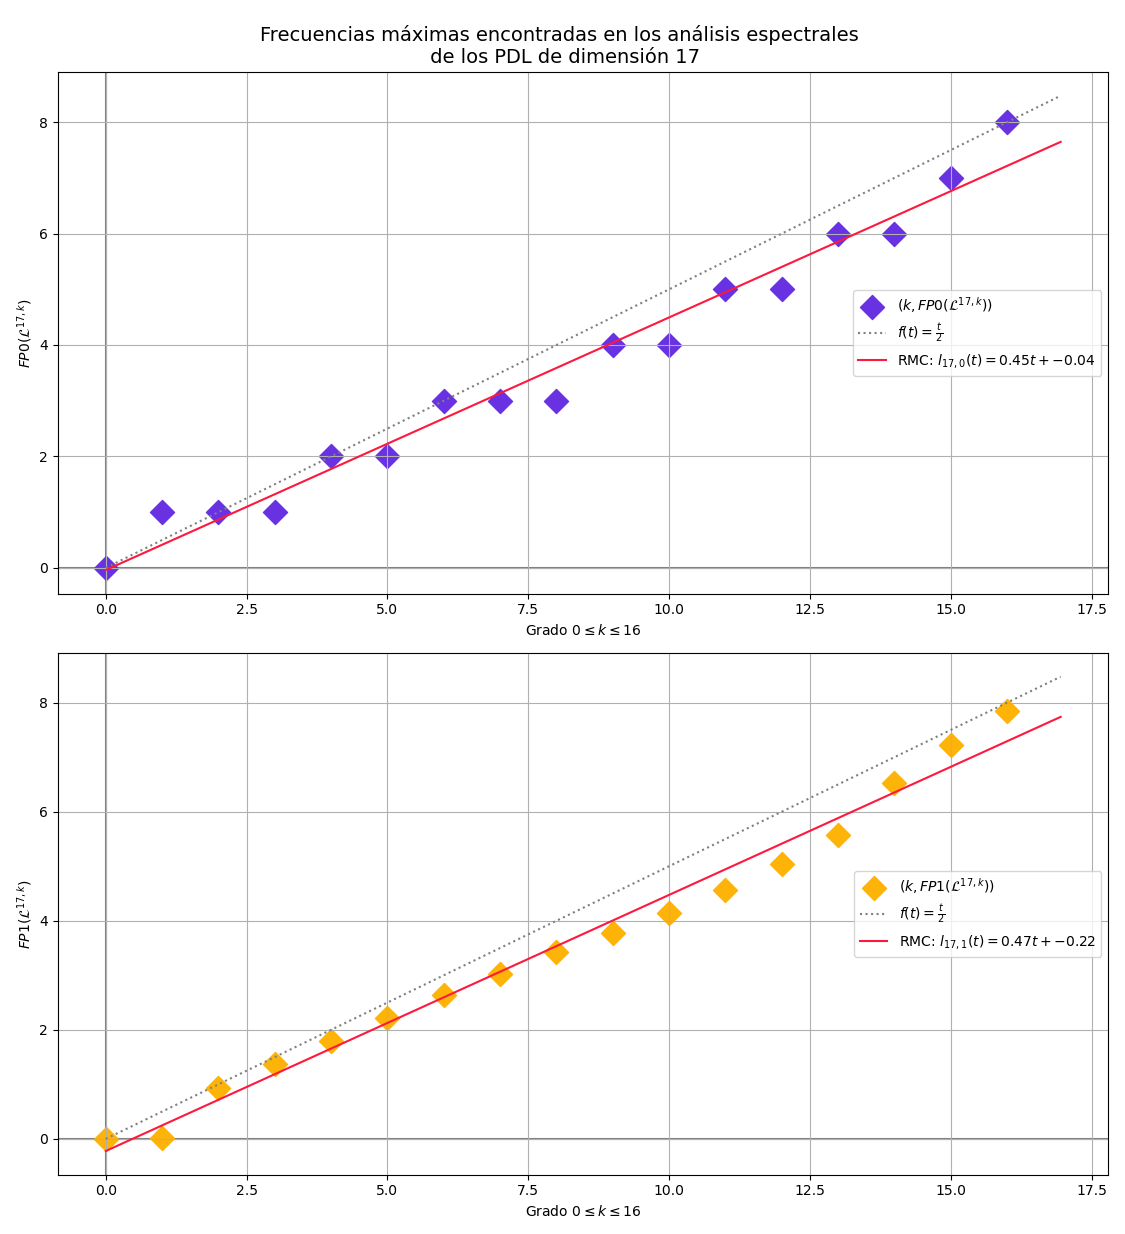 Frecuencias máximas encontradas en los análisis espectrales
de los PDL de dimensión 17
8
6
4
2
0
FP0(ℒ^{17,k})
(k, FP0(ℒ^{17,k}))
f(t) = t/2
RMC: l_{17,0}(t) = 0.45t + −0.04
0.0 2.5 5.0 7.5 10.0 12.5 15.0 17.5
Grado 0 ≤ k ≤ 16
8
6
4
2
0
FP1(ℒ^{17,k})
(k, FP1(ℒ^{17,k}))
f(t) = t/2
RMC: l_{17,1}(t) = 0.47t + −0.22
0.0 2.5 5.0 7.5 10.0 12.5 15.0 17.5
Grado 0 ≤ k ≤ 16